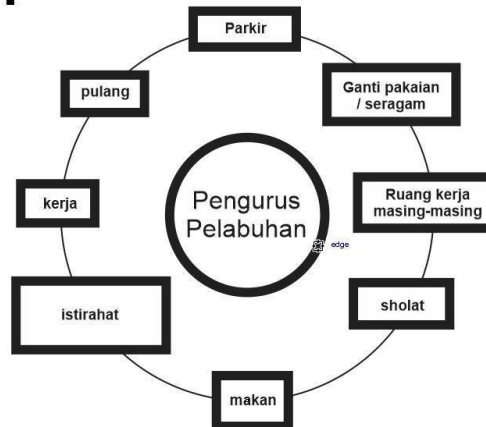 Parkir
Ganti pakaian
/ seragam
Ruang kerja
masing-masing
sholat
makan
istirahat
kerja
pulang
Pengurus
Pelabuhan
edge